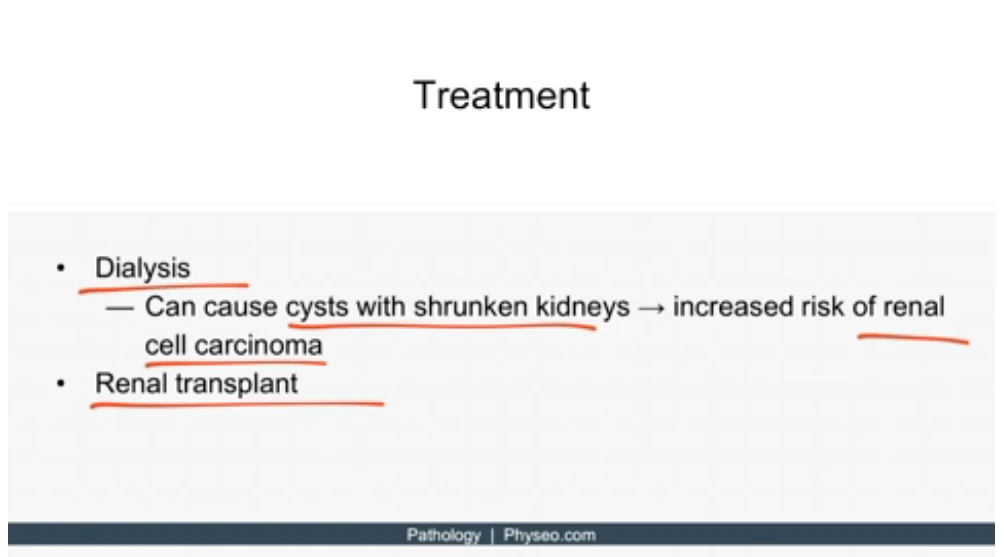 Treatment
• Dialysis
— Can cause cysts with shrunken kidneys → increased risk of renal
cell carcinoma
• Renal transplant
Pathology | Physeo.com